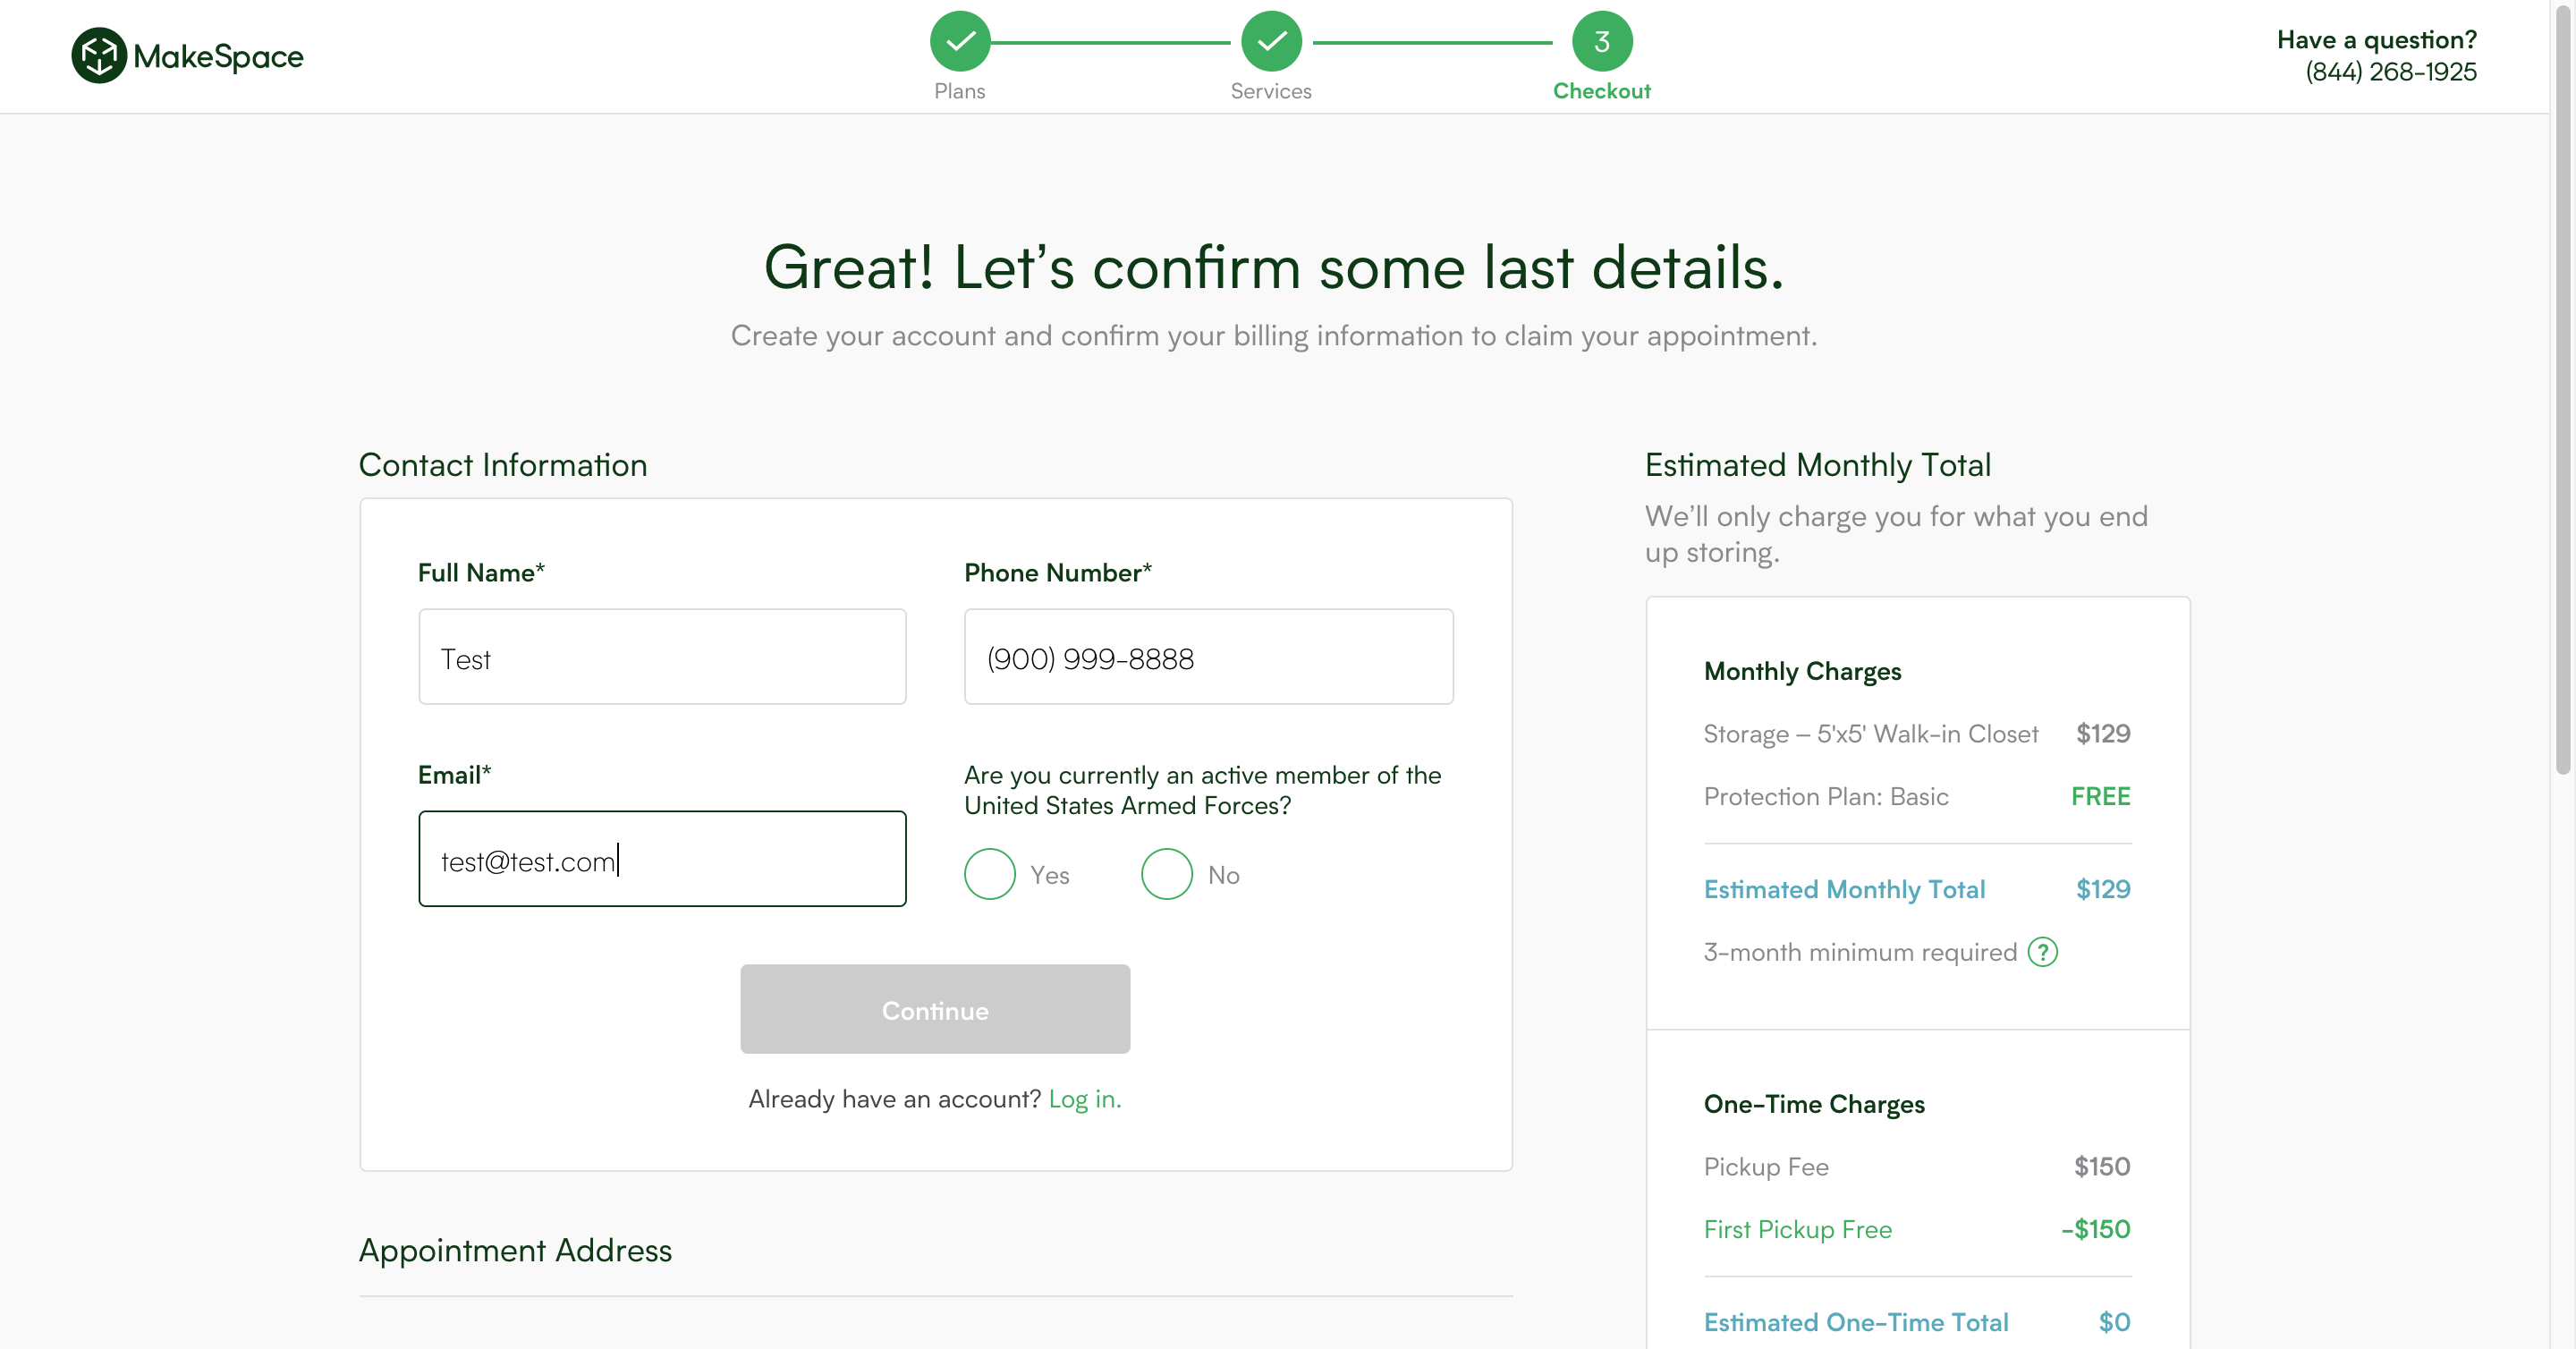 MakeSpace
Plans
Services
3
Checkout
Have a question?
(844) 268-1925
Great! Let’s confirm some last details.
Create your account and confirm your billing information to claim your appointment.
Contact Information
Full Name*
Test
Phone Number*
(900) 999-8888
Email*
test@test.com
Are you currently an active member of the
United States Armed Forces?
Yes
No
Continue
Already have an account? Log in.
Appointment Address
Estimated Monthly Total
We’ll only charge you for what you end
up storing.
Monthly Charges
Storage – 5'x5' Walk-in Closet $129
Protection Plan: Basic FREE
Estimated Monthly Total $129
3-month minimum required ?
One-Time Charges
Pickup Fee $150
First Pickup Free -$150
Estimated One-Time Total $0